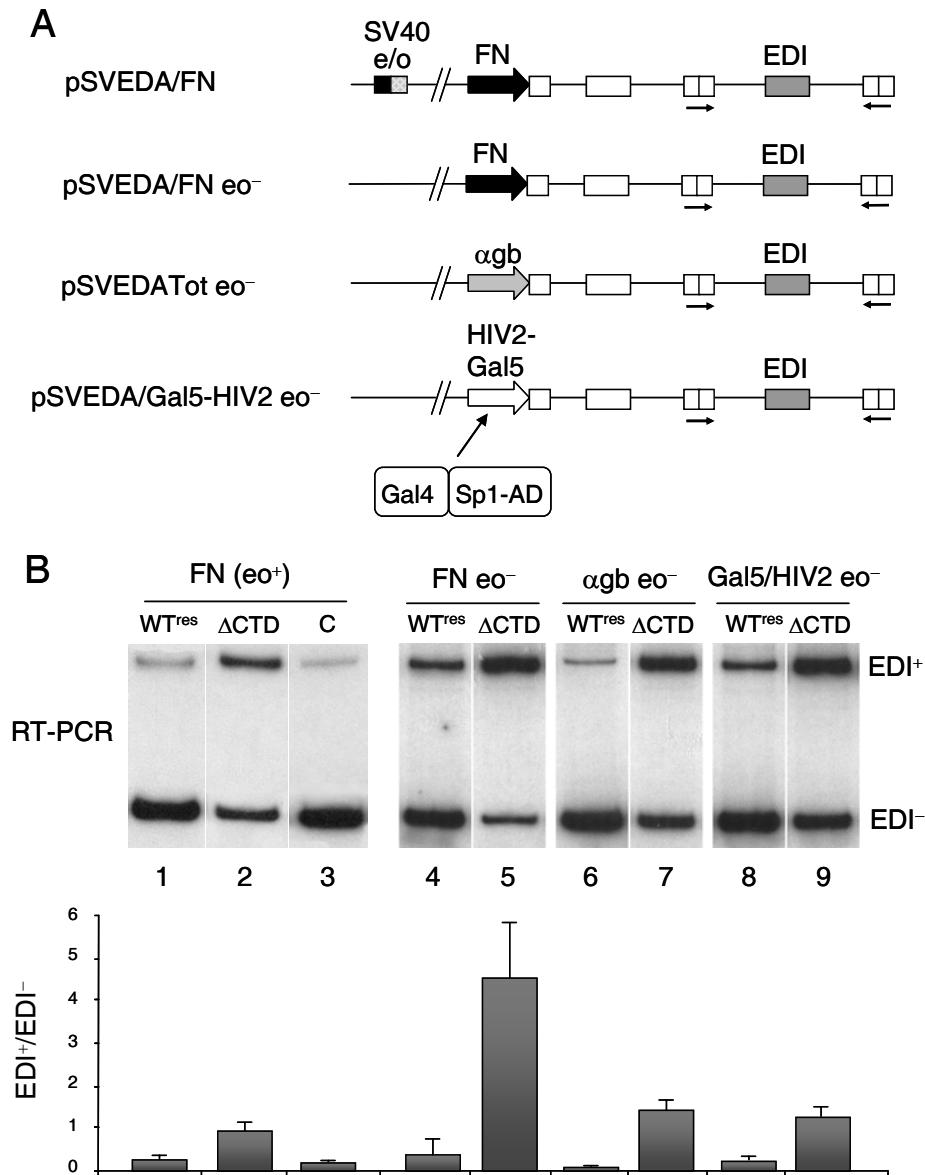 A
SV40
e/o
FN
EDI
pSVEDA/FN
FN
EDI
pSVEDA/FN eo⁻
αgb
EDI
pSVEDATot eo⁻
HIV2-
Gal5
EDI
pSVEDA/Gal5-HIV2 eo⁻
Gal4 Sp1-AD
B
FN (eo⁺) FN eo⁻ αgb eo⁻ Gal5/HIV2 eo⁻
WTʳᵉˢ ΔCTD C WTʳᵉˢ ΔCTD WTʳᵉˢ ΔCTD WTʳᵉˢ ΔCTD
EDI⁺
RT-PCR
EDI⁻
1 2 3 4 5 6 7 8 9
EDI⁺/EDI⁻
6
5
4
3
2
1
0